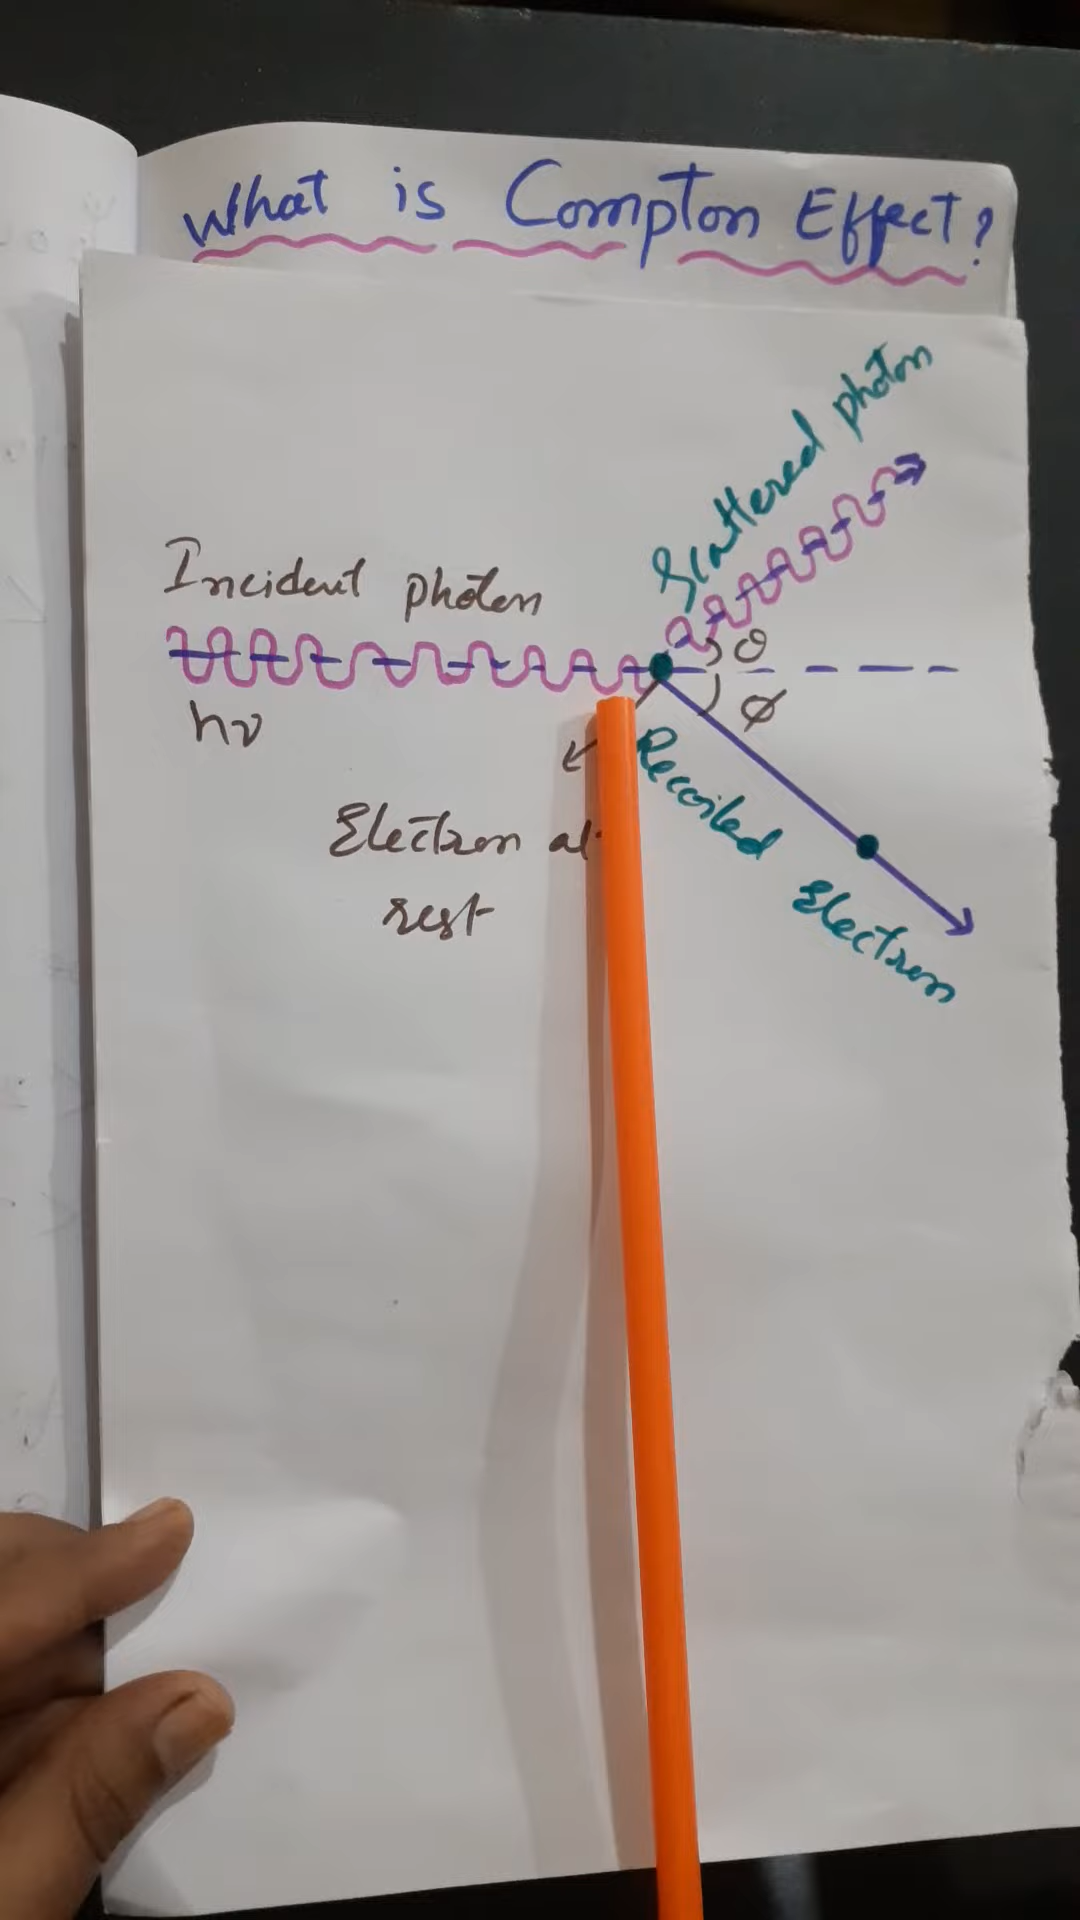 What is Compton Effect?
Scattered photon
Incident photon
θ
hν
ϕ
Recoiled Electron
Electron at
rest